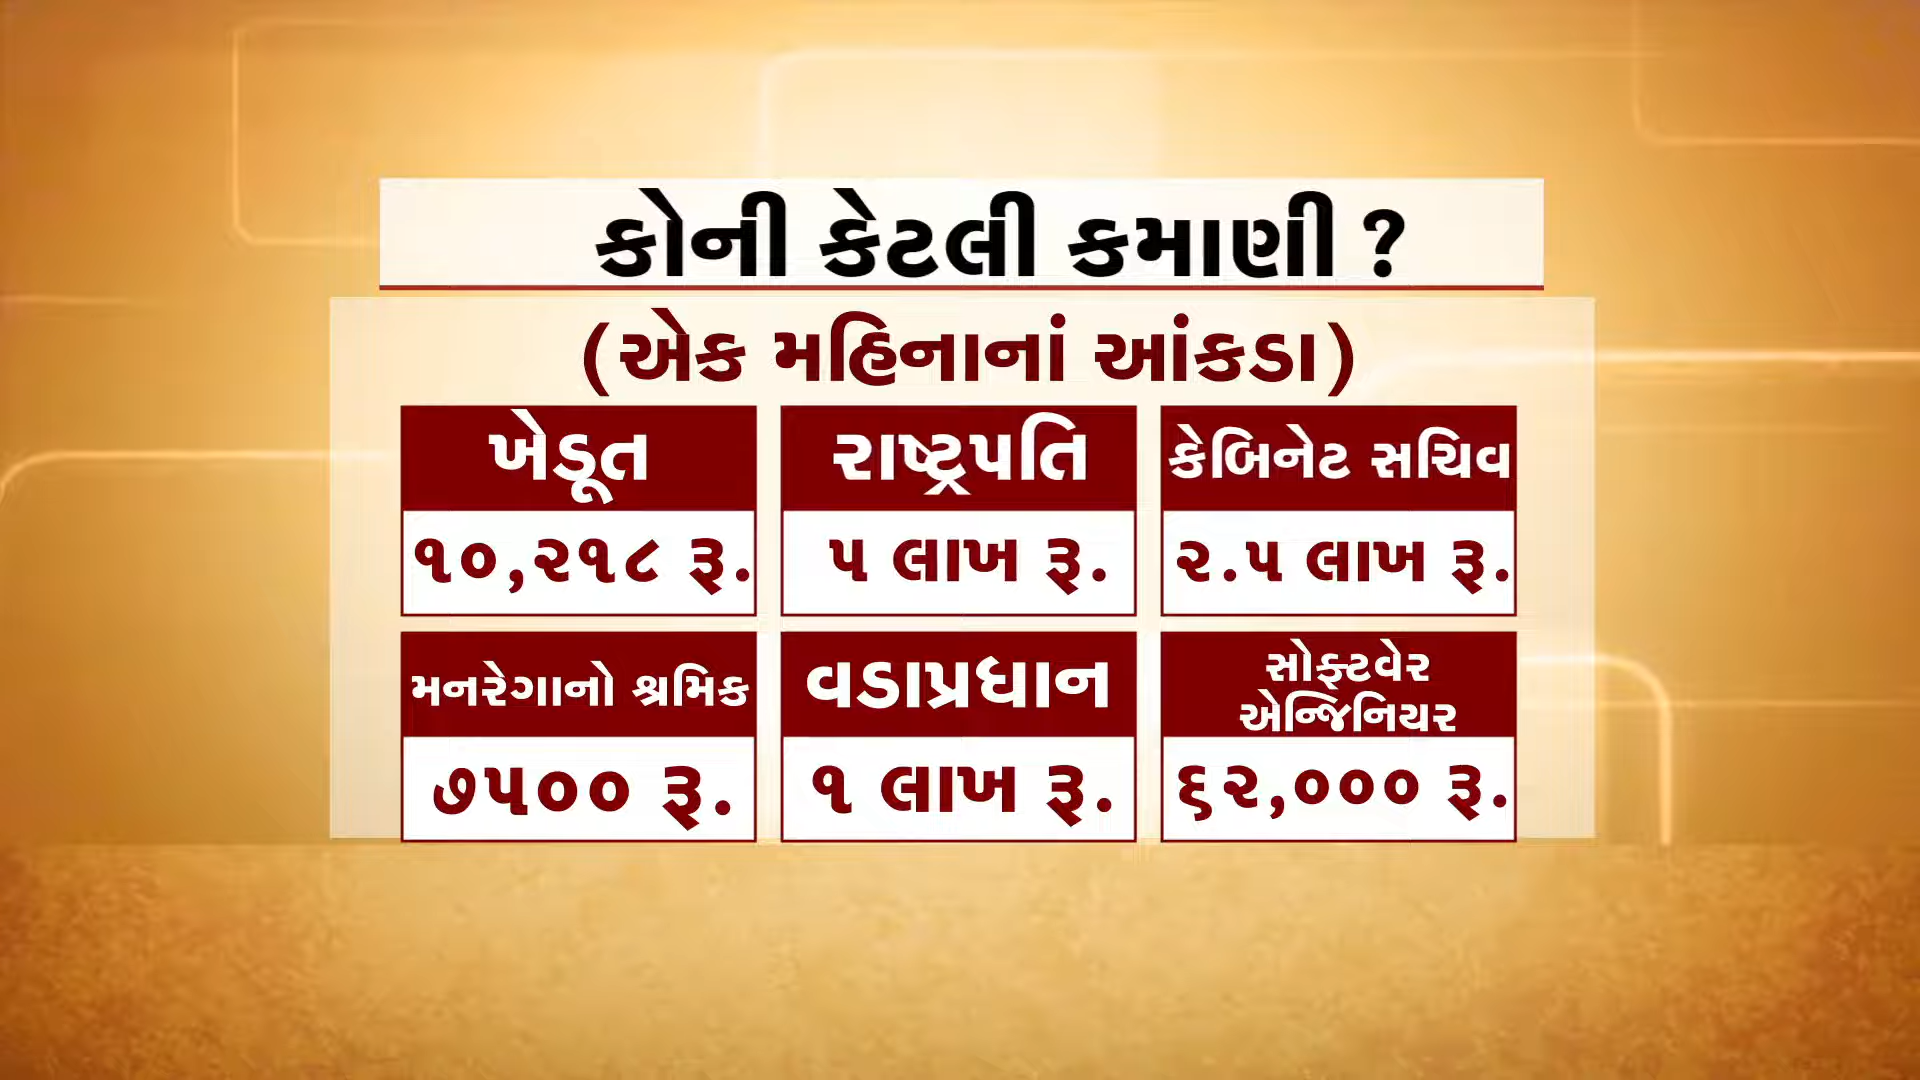 કોની કેટલી કમાણી ?
(એક મહિનાનાં આંકડા)
ખેડૂત
૧૦,૨૧૮ રૂ.
રાષ્ટ્રપતિ
૫ લાખ રૂ.
કેબિનેટ સચિવ
૨.૫ લાખ રૂ.
મનરેગાનો શ્રમિક
૭૫૦૦ રૂ.
વડાપ્રધાન
૧ લાખ રૂ.
સોફ્ટવેર
એન્જિનિયર
૬૨,૦૦૦ રૂ.